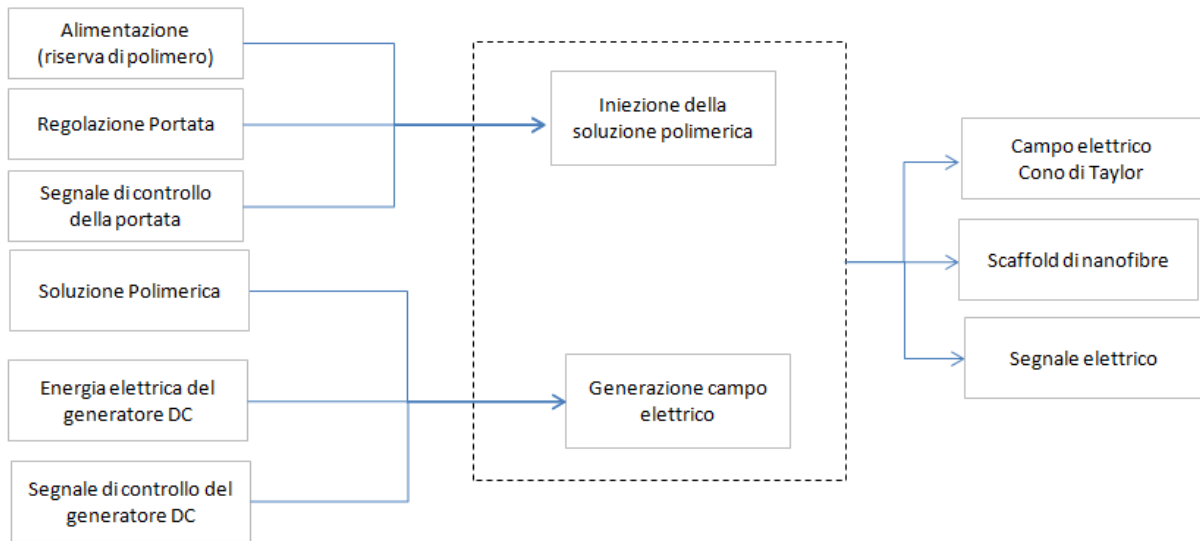 Alimentazione
(riserva di polimero)
Regolazione Portata
Segnale di controllo
della portata
Soluzione Polimerica
Energia elettrica del
generatore DC
Segnale di controllo del
generatore DC
Iniezione della
soluzione polimerica
Generazione campo
elettrico
Campo elettrico
Cono di Taylor
Scaffold di nanofibre
Segnale elettrico